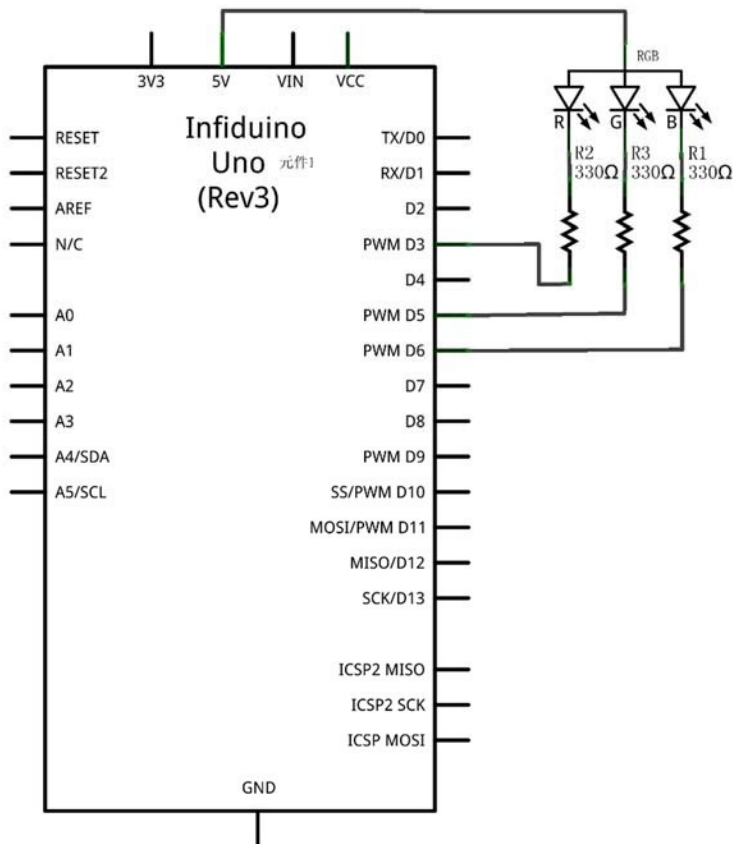 3V3
5V
VIN
VCC
RGB
Infiduino
Uno
元件1
(Rev3)
RESET
RESET2
AREF
N/C
A0
A1
A2
A3
A4/SDA
A5/SCL
TX/D0
RX/D1
D2
PWM D3
D4
PWM D5
PWM D6
D7
D8
PWM D9
SS/PWM D10
MOSI/PWM D11
MISO/D12
SCK/D13
ICSP2 MISO
ICSP2 SCK
ICSP MOSI
GND
R
G
B
R2
330Ω
R3
330Ω
R1
330Ω